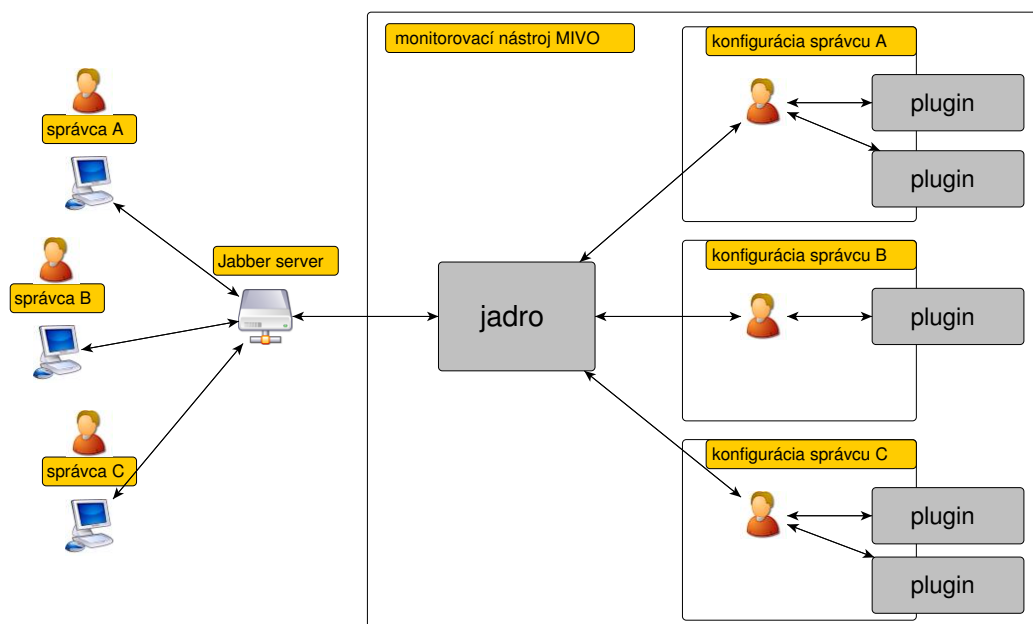 monitorovací nástroj MIVO
správca A
správca B
správca C
Jabber server
jadro
konfigurácia správcu A
plugin
plugin
konfigurácia správcu B
plugin
konfigurácia správcu C
plugin
plugin